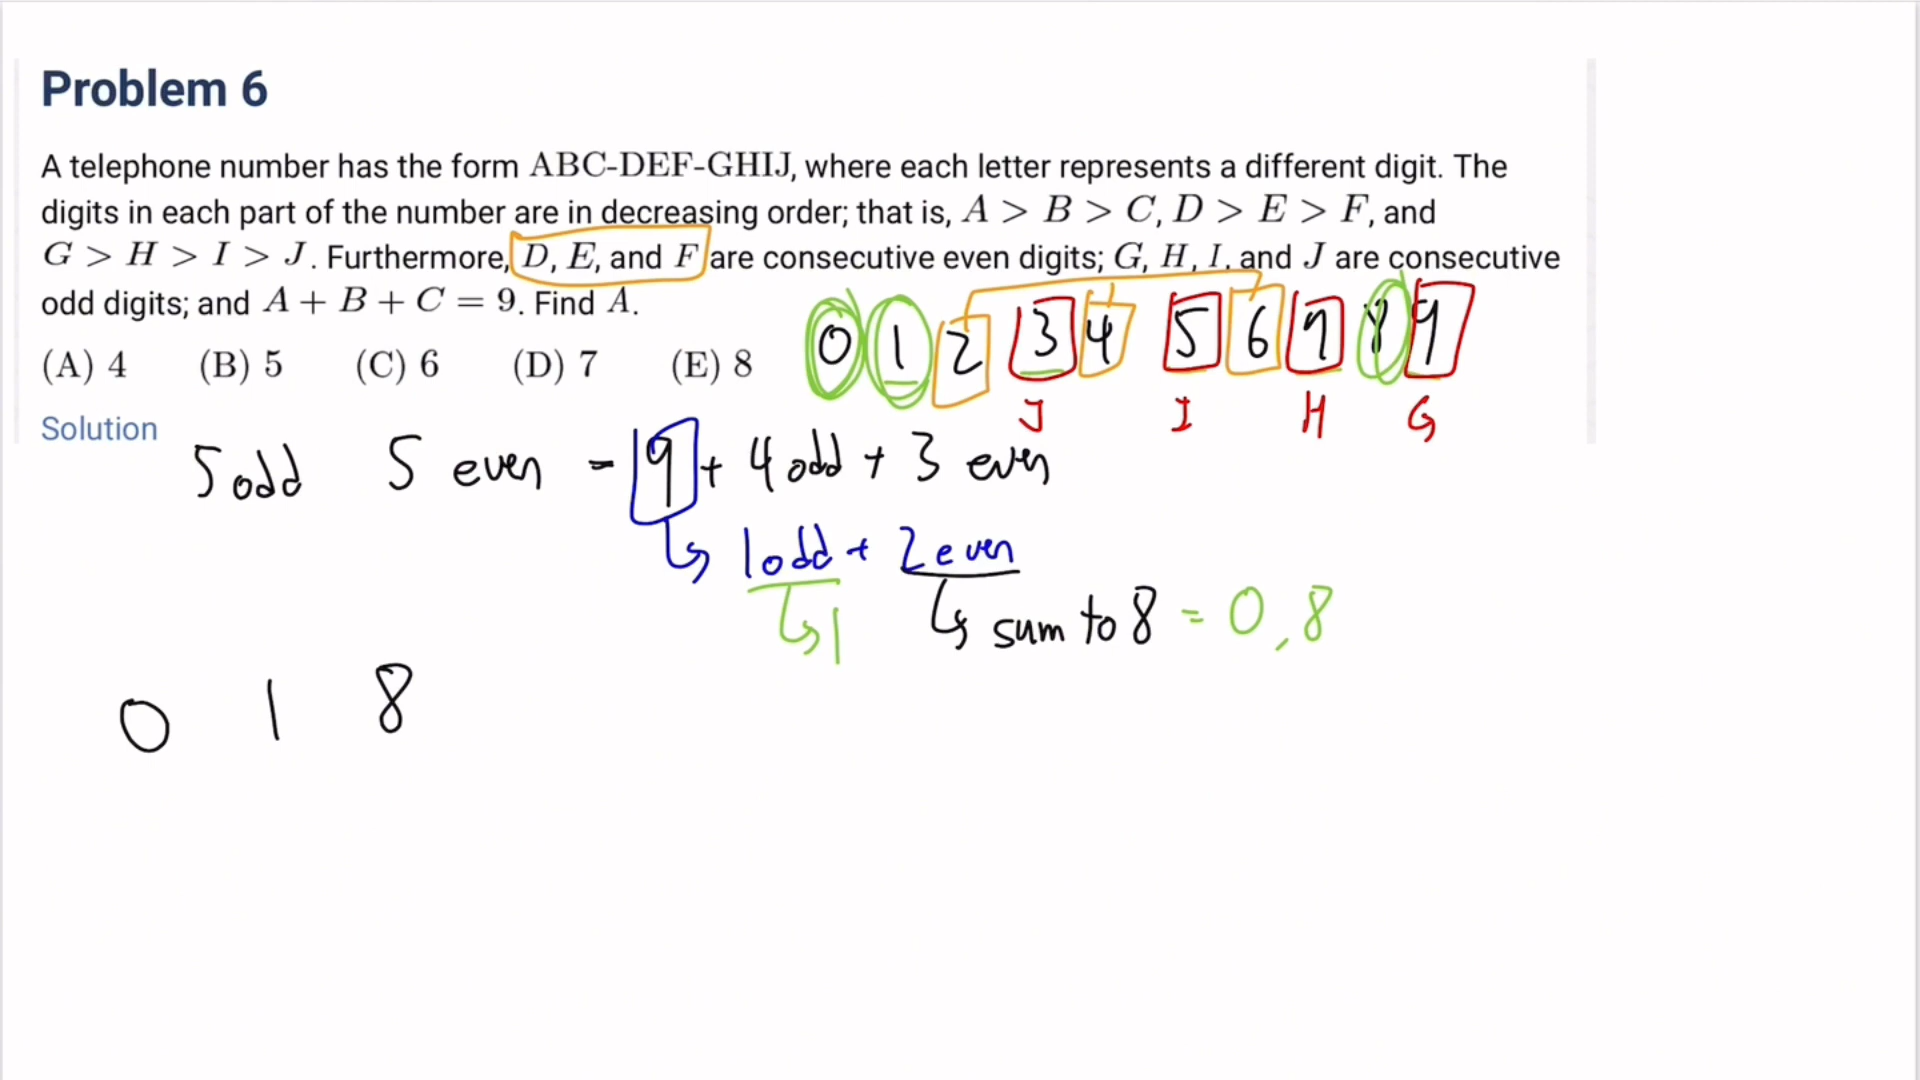 Problem 6
A telephone number has the form ABC-DEF-GHIJ, where each letter represents a different digit. The
digits in each part of the number are in decreasing order; that is, A > B > C, D > E > F, and
G > H > I > J. Furthermore, D, E, and F are consecutive even digits; G, H, I, and J are consecutive
odd digits; and A + B + C = 9. Find A.
0 1 2 3 4 5 6 7 8 9
(A) 4 (B) 5 (C) 6 (D) 7 (E) 8
J I H G
Solution
5 odd 5 even - 9 + 4 odd + 3 even
1 odd + 2 even
1 sum to 8 = 0, 8
0 1 8